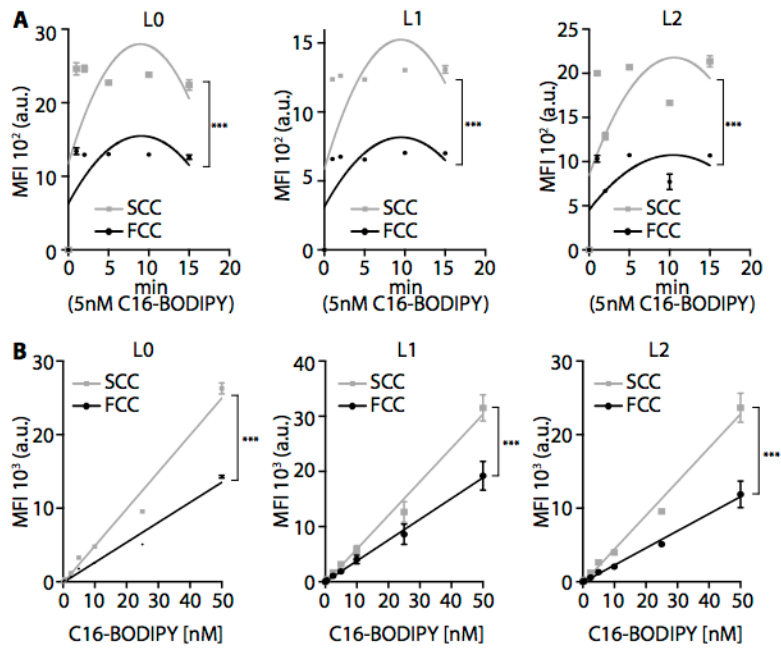 A
L0
L1
L2
MFI 10² (a.u.)
30
20
10
0
SCC
FCC
0 5 10 15 20
min
(5nM C16-BODIPY)
MFI 10² (a.u.)
15
10
5
0
SCC
FCC
0 5 10 15 20
min
(5nM C16-BODIPY)
MFI 10² (a.u.)
25
20
15
10
5
0
SCC
FCC
0 5 10 15 20
min
(5nM C16-BODIPY)
***
***
***
B
L0
L1
L2
MFI 10³ (a.u.)
30
20
10
0
SCC
FCC
0 10 20 30 40 50
C16-BODIPY [nM]
MFI 10³ (a.u.)
40
30
20
10
0
SCC
FCC
0 10 20 30 40 50
C16-BODIPY [nM]
MFI 10³ (a.u.)
30
20
10
0
SCC
FCC
0 10 20 30 40 50
C16-BODIPY [nM]
***
***
***